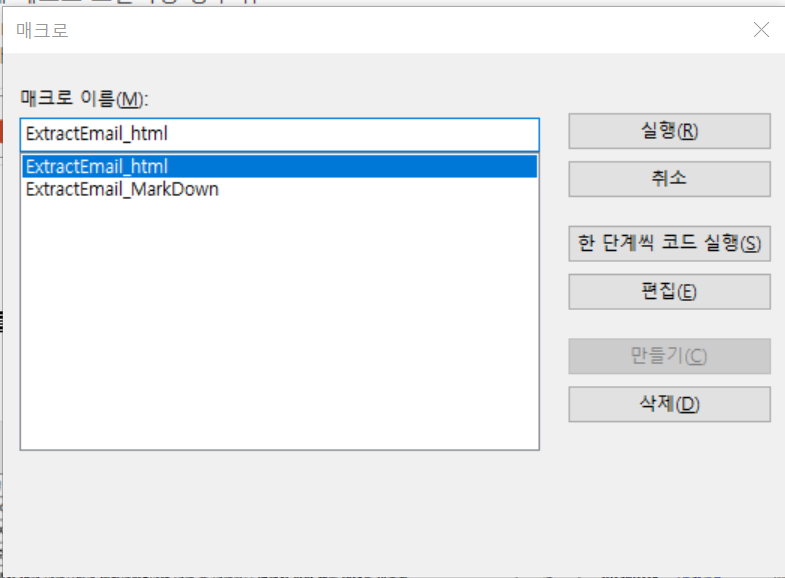 매크로
매크로 이름(M):
ExtractEmail_html
ExtractEmail_html
ExtractEmail_MarkDown
실행(R)
취소
한 단계씩 코드 실행(S)
편집(E)
만들기(C)
삭제(D)